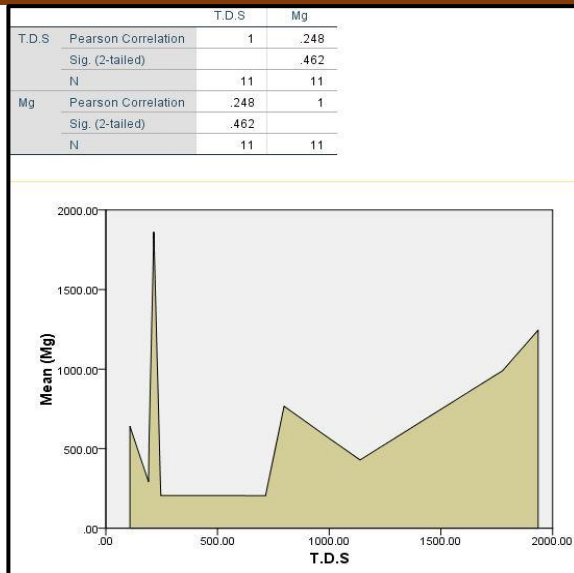 T.D.S Mg
T.D.S Pearson Correlation 1 .248
Sig. (2-tailed) .462
N 11 11
Mg Pearson Correlation .248 1
Sig. (2-tailed) .462
N 11 11
2000.00
1500.00
1000.00
500.00
.00
Mean (Mg)
.00 500.00 1000.00 1500.00 2000.00
T.D.S